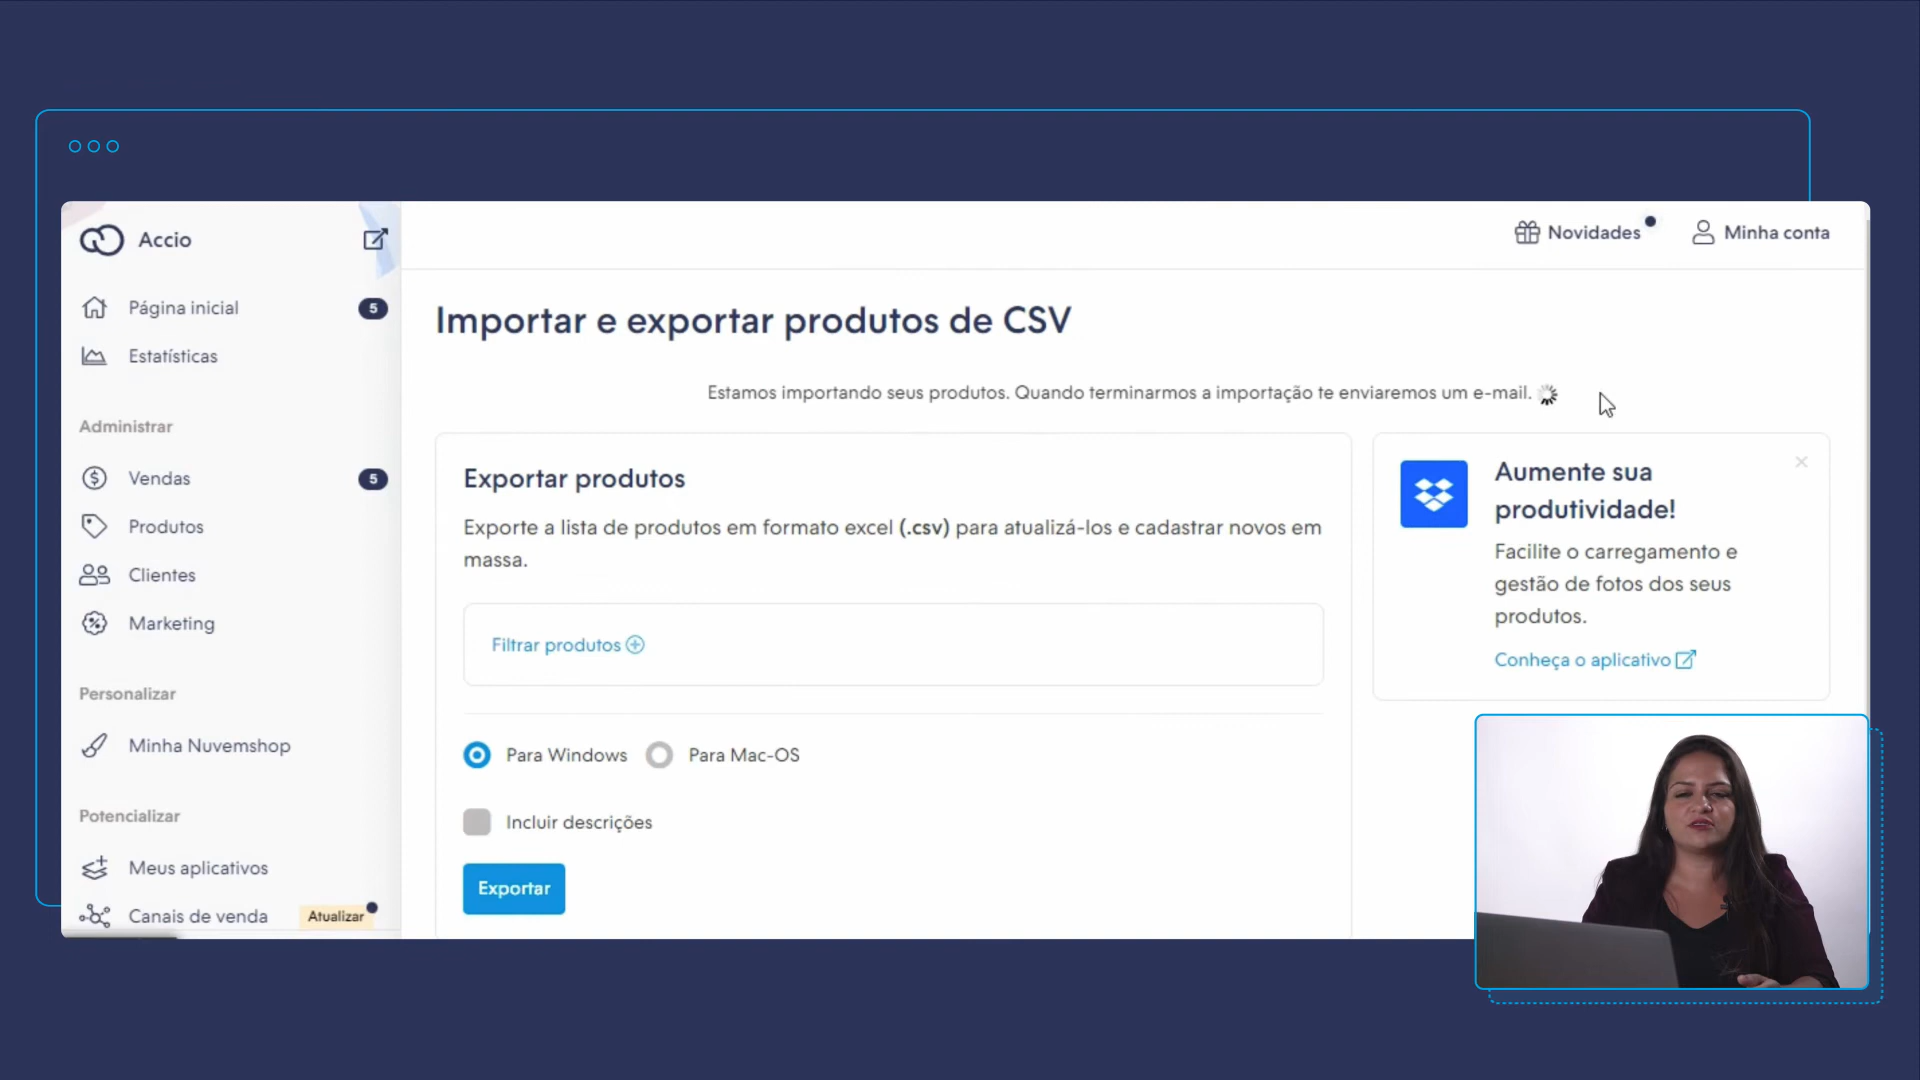 Accio
Novidades
Minha conta
Página inicial
5
Estatísticas
Administrar
Vendas
5
Produtos
Clientes
Marketing
Personalizar
Minha Nuvemshop
Potencializar
Meus aplicativos
Canais de venda
Atualizar
Importar e exportar produtos de CSV
Estamos importando seus produtos. Quando terminarmos a importação te enviaremos um e-mail.
Exportar produtos
Exporte a lista de produtos em formato excel (.csv) para atualizá-los e cadastrar novos em
massa.
Filtrar produtos
Para Windows
Para Mac-OS
Incluir descrições
Exportar
Aumente sua
produtividade!
Facilite o carregamento e
gestão de fotos dos seus
produtos.
Conheça o aplicativo